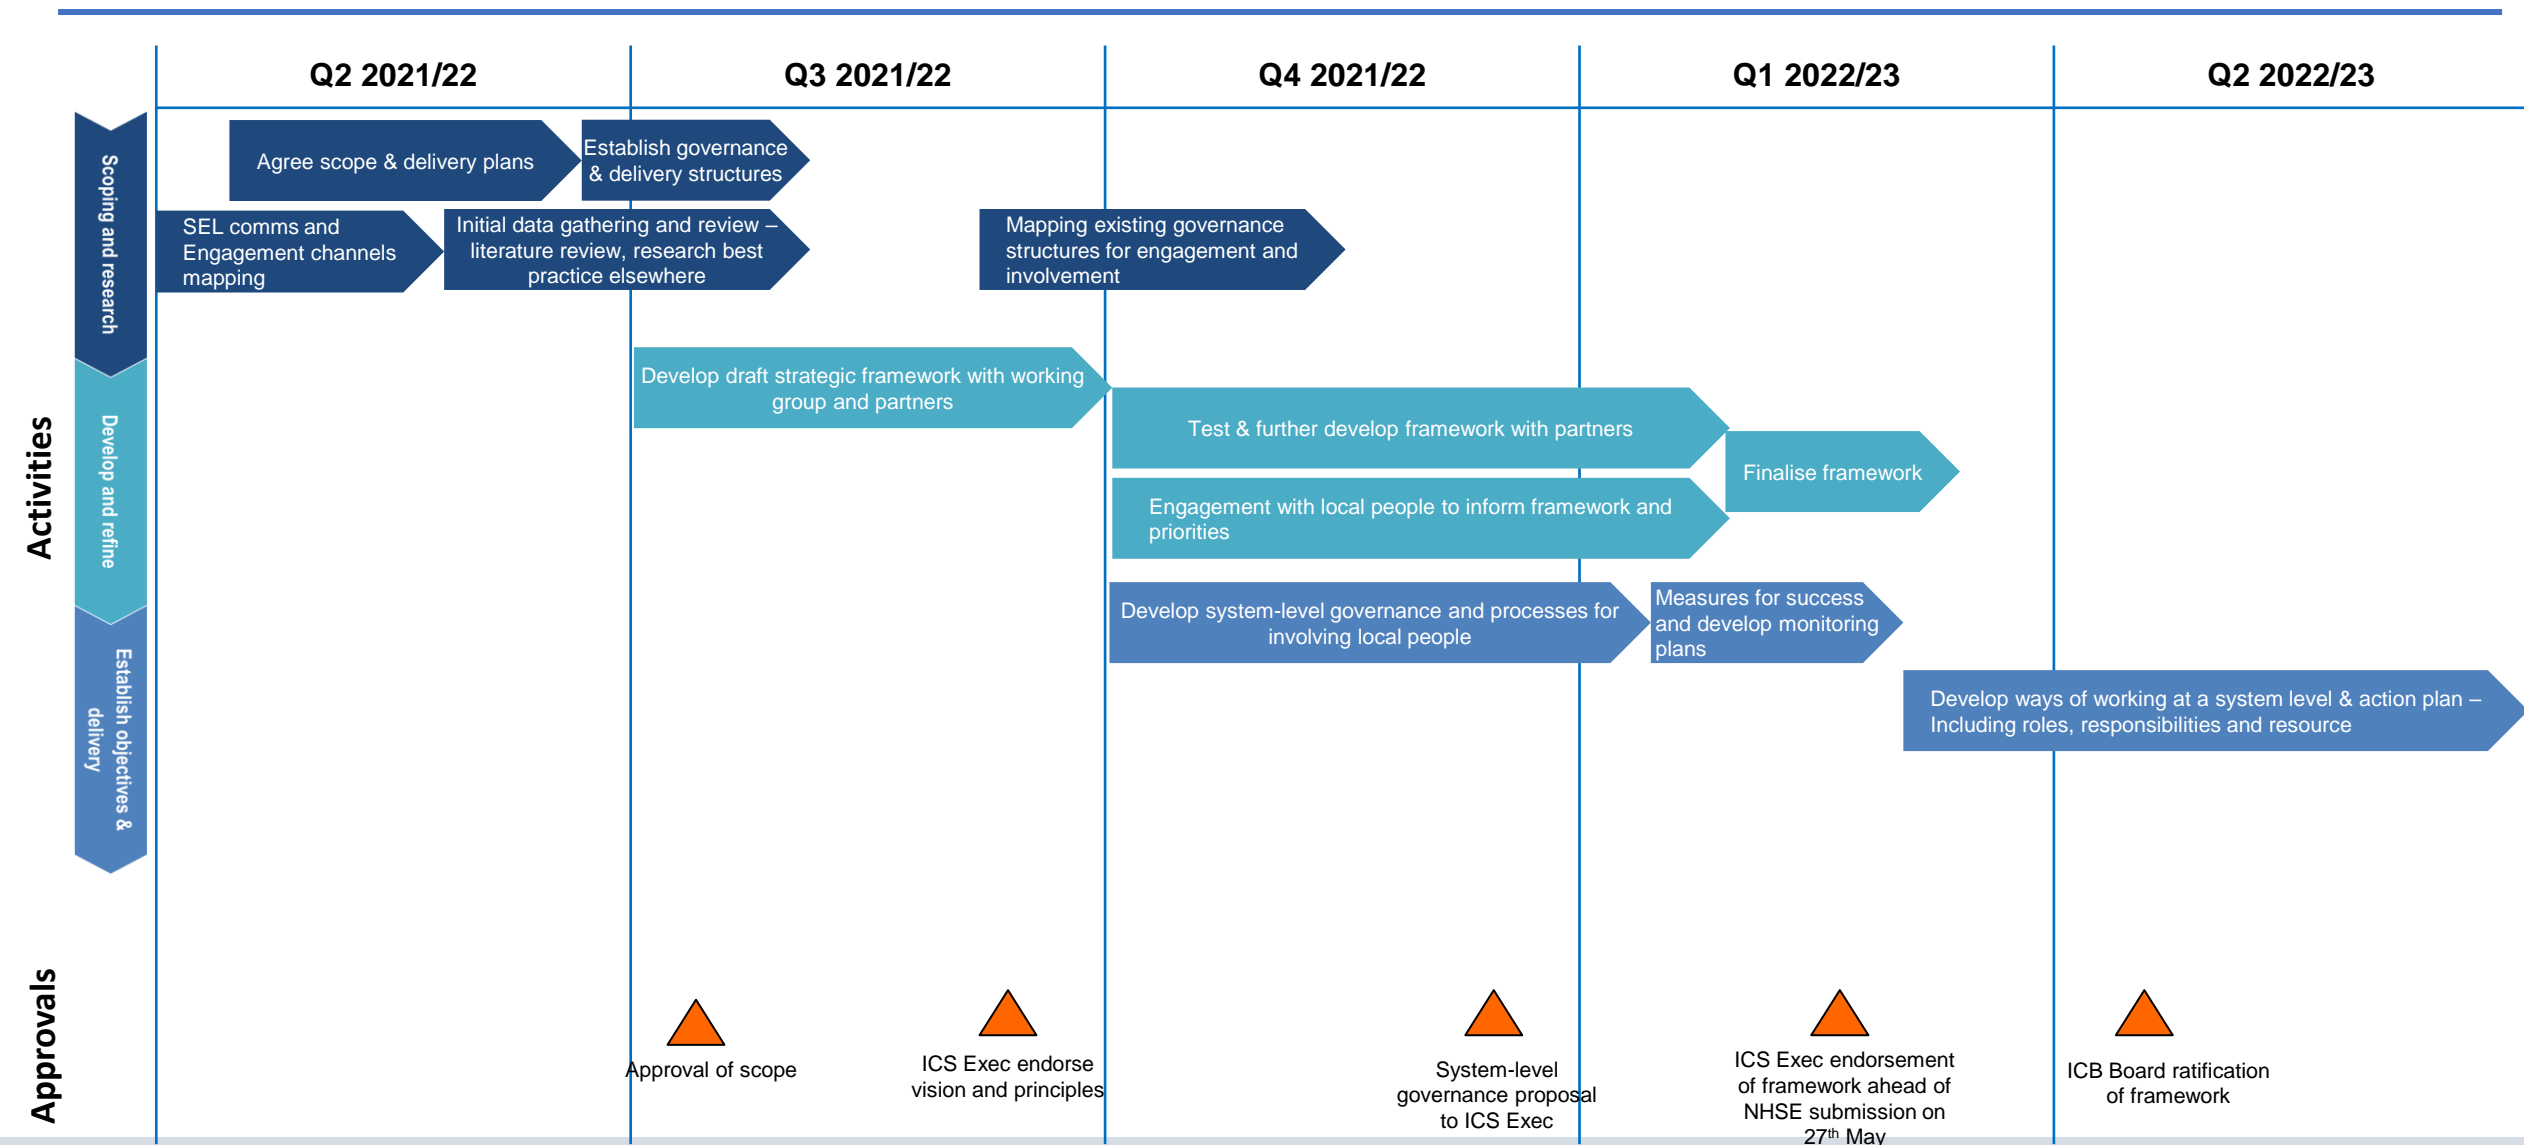 Q2 2021/22
Q3 2021/22
Q4 2021/22
Q1 2022/23
Q2 2022/23
Activities
Scoping and research
Agree scope & delivery plans
Establish governance
& delivery structures
SEL comms and
Engagement channels
mapping
Initial data gathering and review –
literature review, research best
practice elsewhere
Mapping existing governance
structures for engagement and
involvement
Develop and refine
Develop draft strategic framework with working
group and partners
Test & further develop framework with partners
Finalise framework
Engagement with local people to inform framework and
priorities
Establish objectives &
delivery
Develop system-level governance and processes for
involving local people
Measures for success
and develop monitoring
plans
Develop ways of working at a system level & action plan –
Including roles, responsibilities and resource
Approvals
Approval of scope
ICS Exec endorse
vision and principles
System-level
governance proposal
to ICS Exec
ICS Exec endorsement
of framework ahead of
NHSE submission on
27th May
ICB Board ratification
of framework